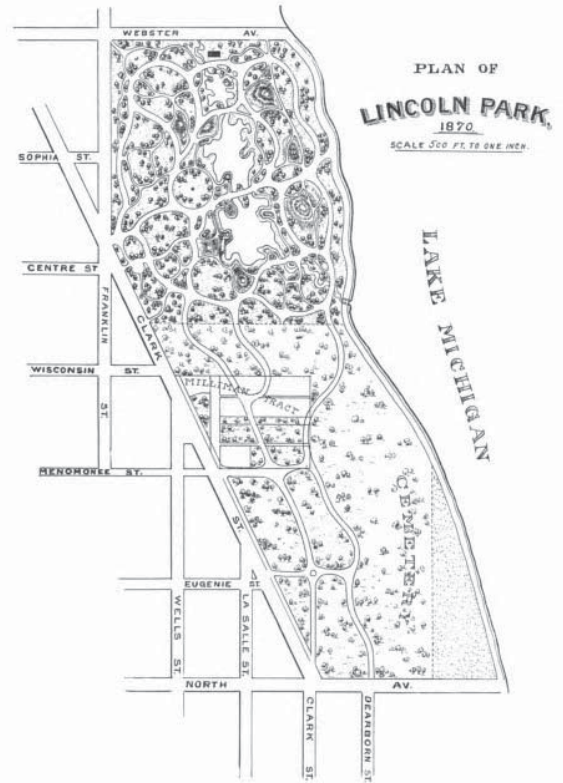 PLAN OF
LINCOLN PARK,
1870
SCALE 500 FT. TO ONE INCH.
WEBSTER AV.
SOPHIA ST.
CENTRE ST
FRANKLIN ST.
CLARK ST.
LAKE MICHIGAN
WISCONSIN ST.
MILLIMAN TRACT
MENOMONEE ST.
CEMETERY
EUGENIE ST.
WELLS ST.
LA SALLE ST.
NORTH AV.
CLARK ST.
DEARBORN ST.